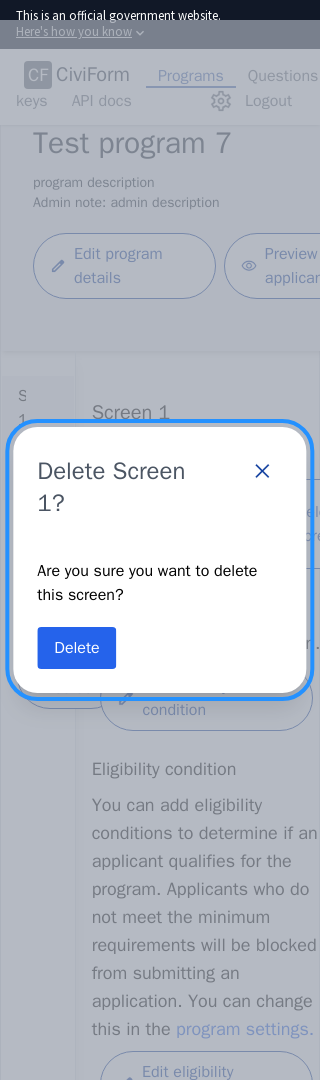 This is an official government website.
Here's how you know
CF CiviForm Programs Questions
keys API docs Logout
Test program 7
program description
Admin note: admin description
Edit program
details
Preview
S
1
Screen 1
Delete Screen
1?
Are you sure you want to delete
this screen?
Delete
condition
Eligibility condition
You can add eligibility
conditions to determine if an
applicant qualifies for the
program. Applicants who do
not meet the minimum
requirements will be blocked
from submitting an
application. You can change
this in the program settings.
Edit eligibility